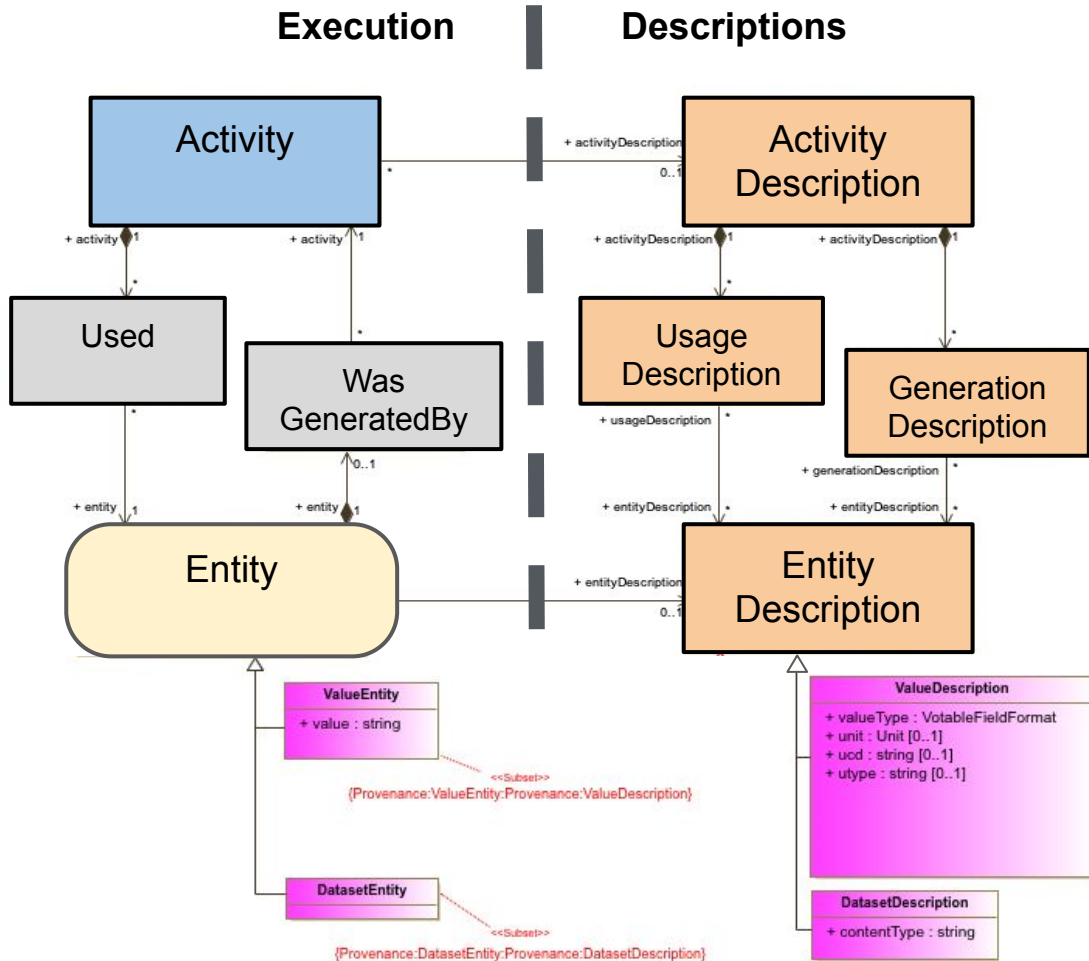 Execution
Descriptions
Activity
Activity
Description
+ activityDescription
*
0..1
+ activity
1
+ activity
1
+ activityDescription
1
+ activityDescription
1
*
*
*
*
Used
Was
GeneratedBy
Usage
Description
Generation
Description
*
0..1
+ usageDescription
*
+ generationDescription
*
+ entity
1
+ entity
1
+ entityDescription
*
+ entityDescription
*
Entity
Entity
Description
+ entityDescription
0..1
ValueEntity
+ value : string
<<Subset>>
{Provenance:ValueEntity:Provenance:ValueDescription}
ValueDescription
+ valueType : VotableFieldFormat
+ unit : Unit [0..1]
+ ucd : string [0..1]
+ utype : string [0..1]
DatasetEntity
<<Subset>>
{Provenance:DatasetEntity:Provenance:DatasetDescription}
DatasetDescription
+ contentType : string